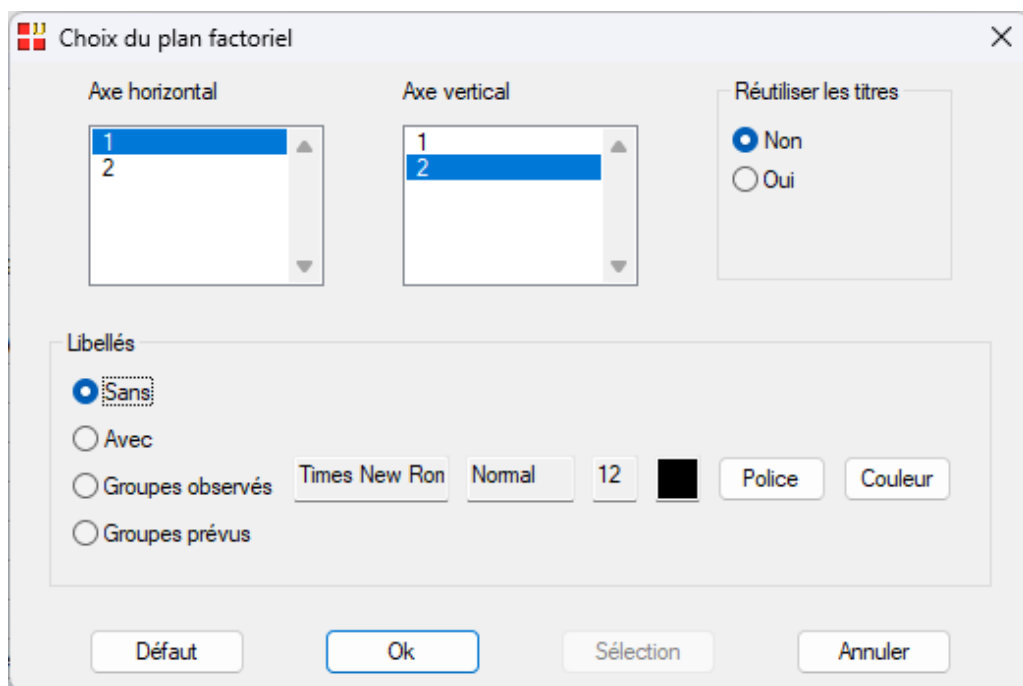 Choix du plan factoriel
Axe horizontal
Axe vertical
Réutiliser les titres
1
2
1
2
Non
Oui
Libellés
Sans
Avec
Groupes observés
Times New Ron
Normal
12
Police
Couleur
Groupes prévus
Défaut
Ok
Sélection
Annuler